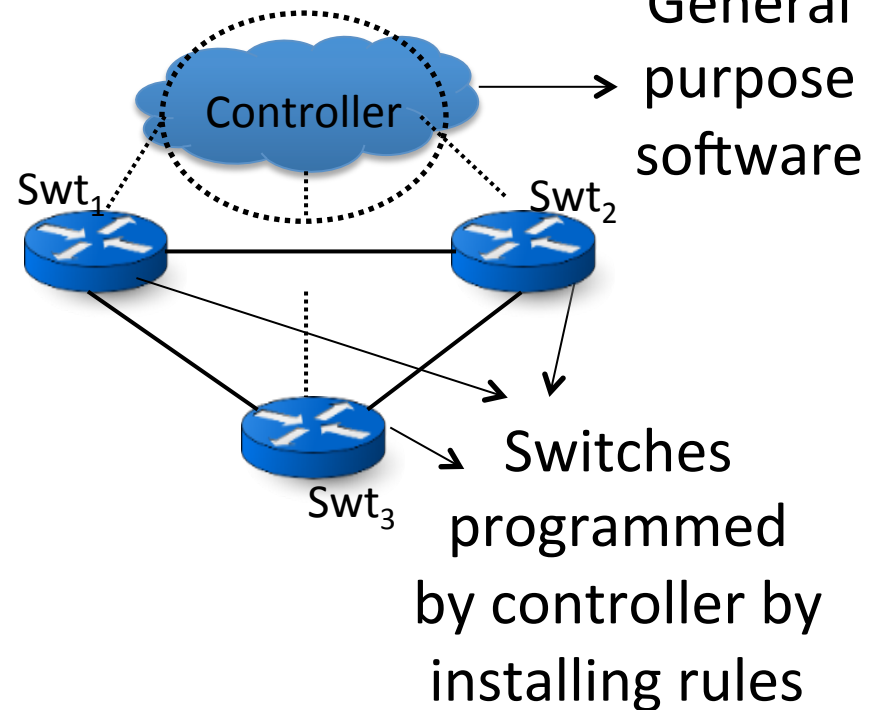 General
purpose
software
Controller
Swt₁
Swt₂
Swt₃
Switches
programmed
by controller by
installing rules